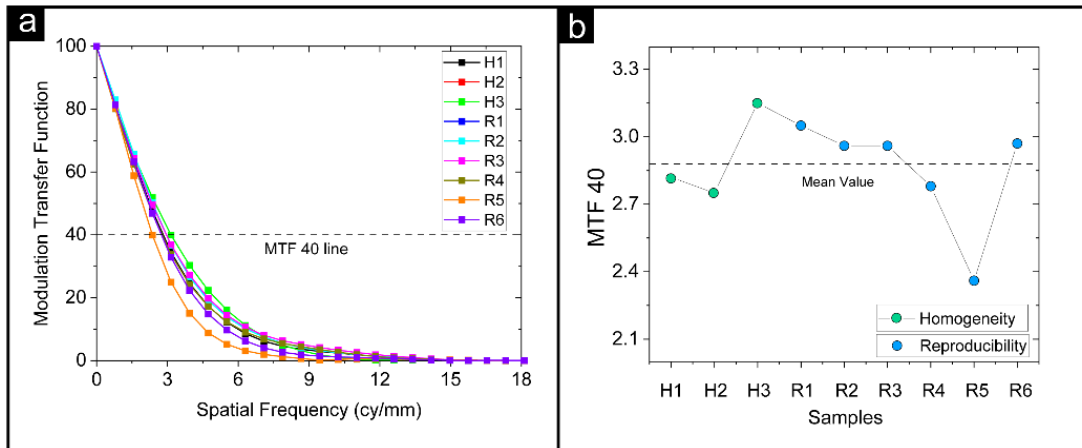 a
100
80
60
40
20
0
Modulation Transfer Function
H1
H2
H3
R1
R2
R3
R4
R5
R6
MTF 40 line
0 3 6 9 12 15 18
Spatial Frequency (cy/mm)
b
3.3
3.0
2.7
2.4
2.1
MTF 40
Mean Value
Homogeneity
Reproducibility
H1 H2 H3 R1 R2 R3 R4 R5 R6
Samples